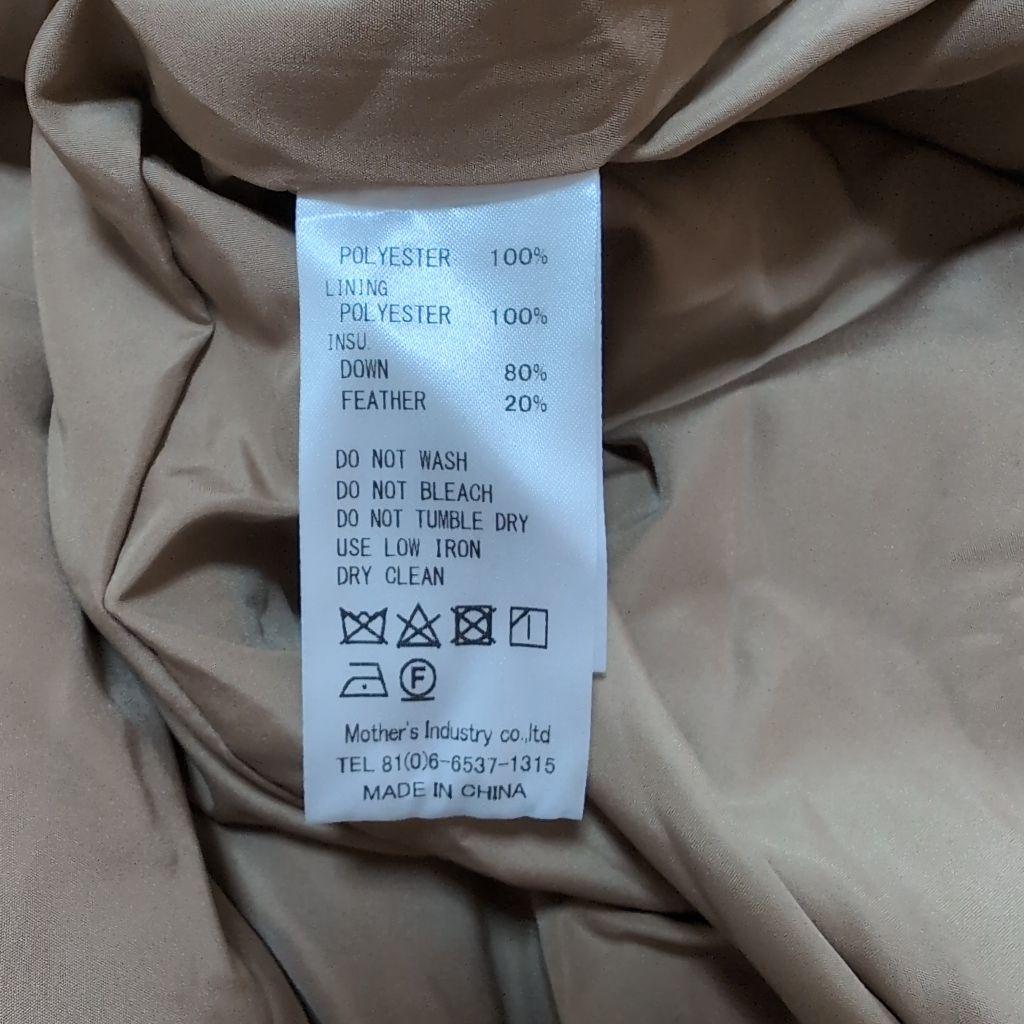 POLYESTER 100%
LINING
POLYESTER 100%
INSU.
DOWN 80%
FEATHER 20%
DO NOT WASH
DO NOT BLEACH
DO NOT TUMBLE DRY
USE LOW IRON
DRY CLEAN
F
Mother's Industry co.,ltd
TEL 81(0)6-6537-1315
MADE IN CHINA